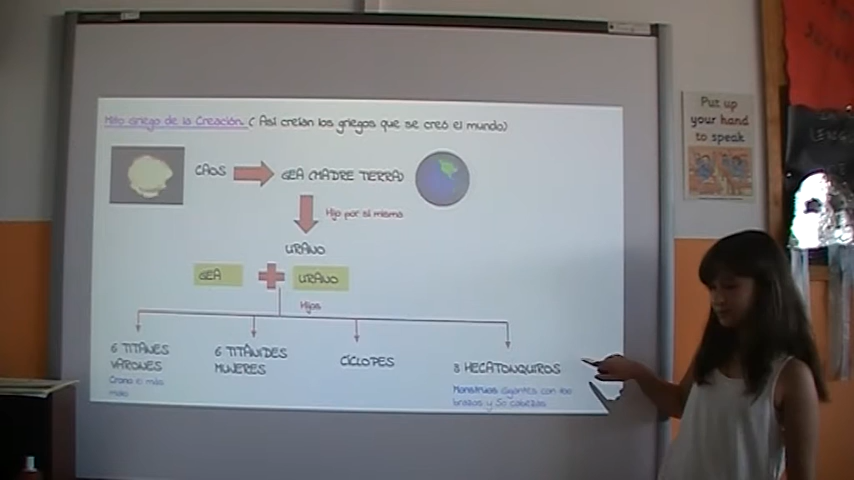 Mito griego de la Creación. ( Así creían los griegos que se creó el mundo)
CAOS
GEA (MADRE TIERRA)
Hijo por sí misma
URANO
GEA
URANO
Hijos
6 TITANES
VARONES
Crono
malo
6 TITÁNIDES
MUJERES
CÍCLOPES
3 HECATONQUIROS
Monstruos gigantes con 100
brazos y 50 cabezas
Put up
your hand
to speak